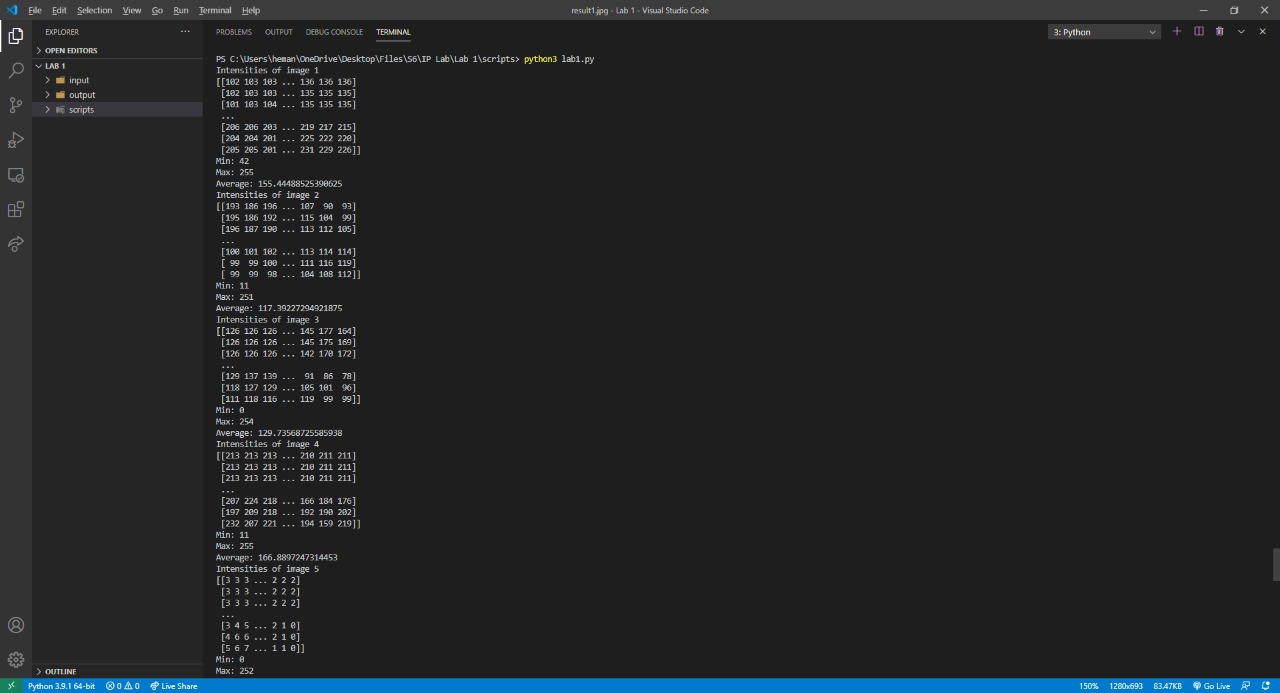 File Edit Selection View Go Run Terminal Help
result1.jpg - Lab 1 - Visual Studio Code
EXPLORER
OPEN EDITORS
LAB 1
input
output
scripts
OUTLINE
PROBLEMS OUTPUT DEBUG CONSOLE TERMINAL
3: Python
PS C:\Users\heman\OneDrive\Desktop\Files\S6\IP Lab\Lab 1\scripts> python3 lab1.py
Intensities of image 1
[[102 103 103 ... 136 136 136]
[102 103 103 ... 135 135 135]
[101 103 104 ... 135 135 135]
...
[206 206 203 ... 219 217 215]
[204 204 201 ... 225 222 220]
[205 205 201 ... 231 229 226]]
Min: 42
Max: 255
Average: 155.44488525390625
Intensities of image 2
[[193 186 196 ... 107 90 93]
[195 186 192 ... 115 104 99]
[196 187 190 ... 113 112 105]
...
[100 101 102 ... 113 114 114]
[ 99 99 100 ... 111 116 119]
[ 99 99 98 ... 104 108 112]]
Min: 11
Max: 251
Average: 117.39227294921875
Intensities of image 3
[[126 126 126 ... 145 177 164]
[126 126 126 ... 145 175 169]
[126 126 126 ... 142 170 172]
...
[129 137 139 ... 91 86 78]
[118 127 129 ... 105 101 96]
[111 118 116 ... 119 99 99]]
Min: 0
Max: 254
Average: 129.73568725585938
Intensities of image 4
[[213 213 213 ... 210 211 211]
[213 213 213 ... 210 211 211]
[213 213 213 ... 210 211 211]
...
[207 224 218 ... 166 184 176]
[197 209 218 ... 192 190 202]
[232 207 221 ... 194 159 219]]
Min: 11
Max: 255
Average: 166.8897247314453
Intensities of image 5
[[3 3 3 ... 2 2 2]
[3 3 3 ... 2 2 2]
[3 3 3 ... 2 2 2]
...
[3 4 5 ... 2 1 0]
[4 6 6 ... 2 1 0]
[5 6 7 ... 1 1 0]]
Min: 0
Max: 252
Python 3.9.1 64-bit 0 0 Live Share
150% 1280x693 83.47KB Go Live